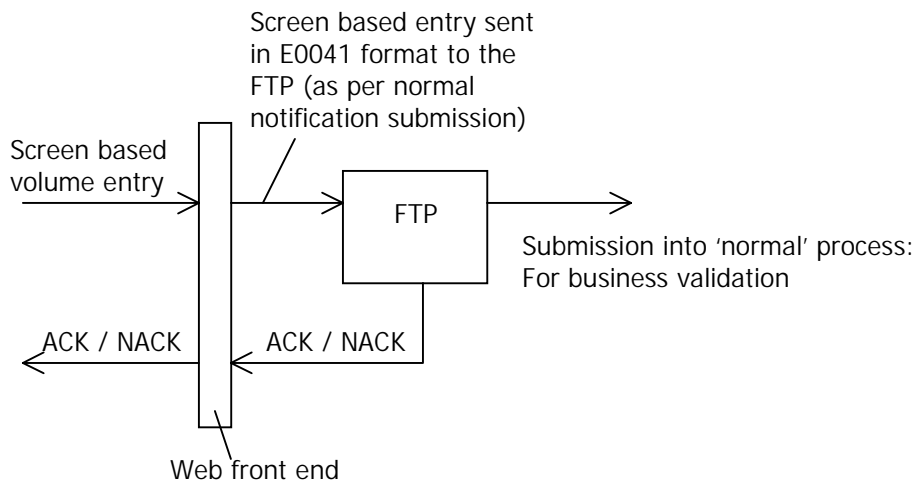 Screen based entry sent
in E0041 format to the
FTP (as per normal
notification submission)
Screen based
volume entry
FTP
Submission into ‘normal’ process:
For business validation
ACK / NACK
ACK / NACK
Web front end